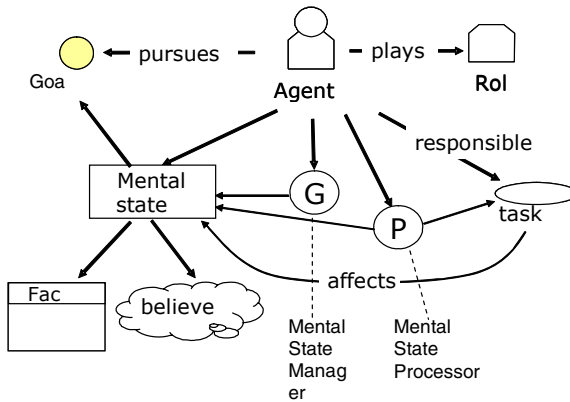 pursues
plays
Goa
Agent
Rol
responsible
Mental
state
G
P
task
affects
Fac
believe
Mental
State
Manag
er
Mental
State
Processor